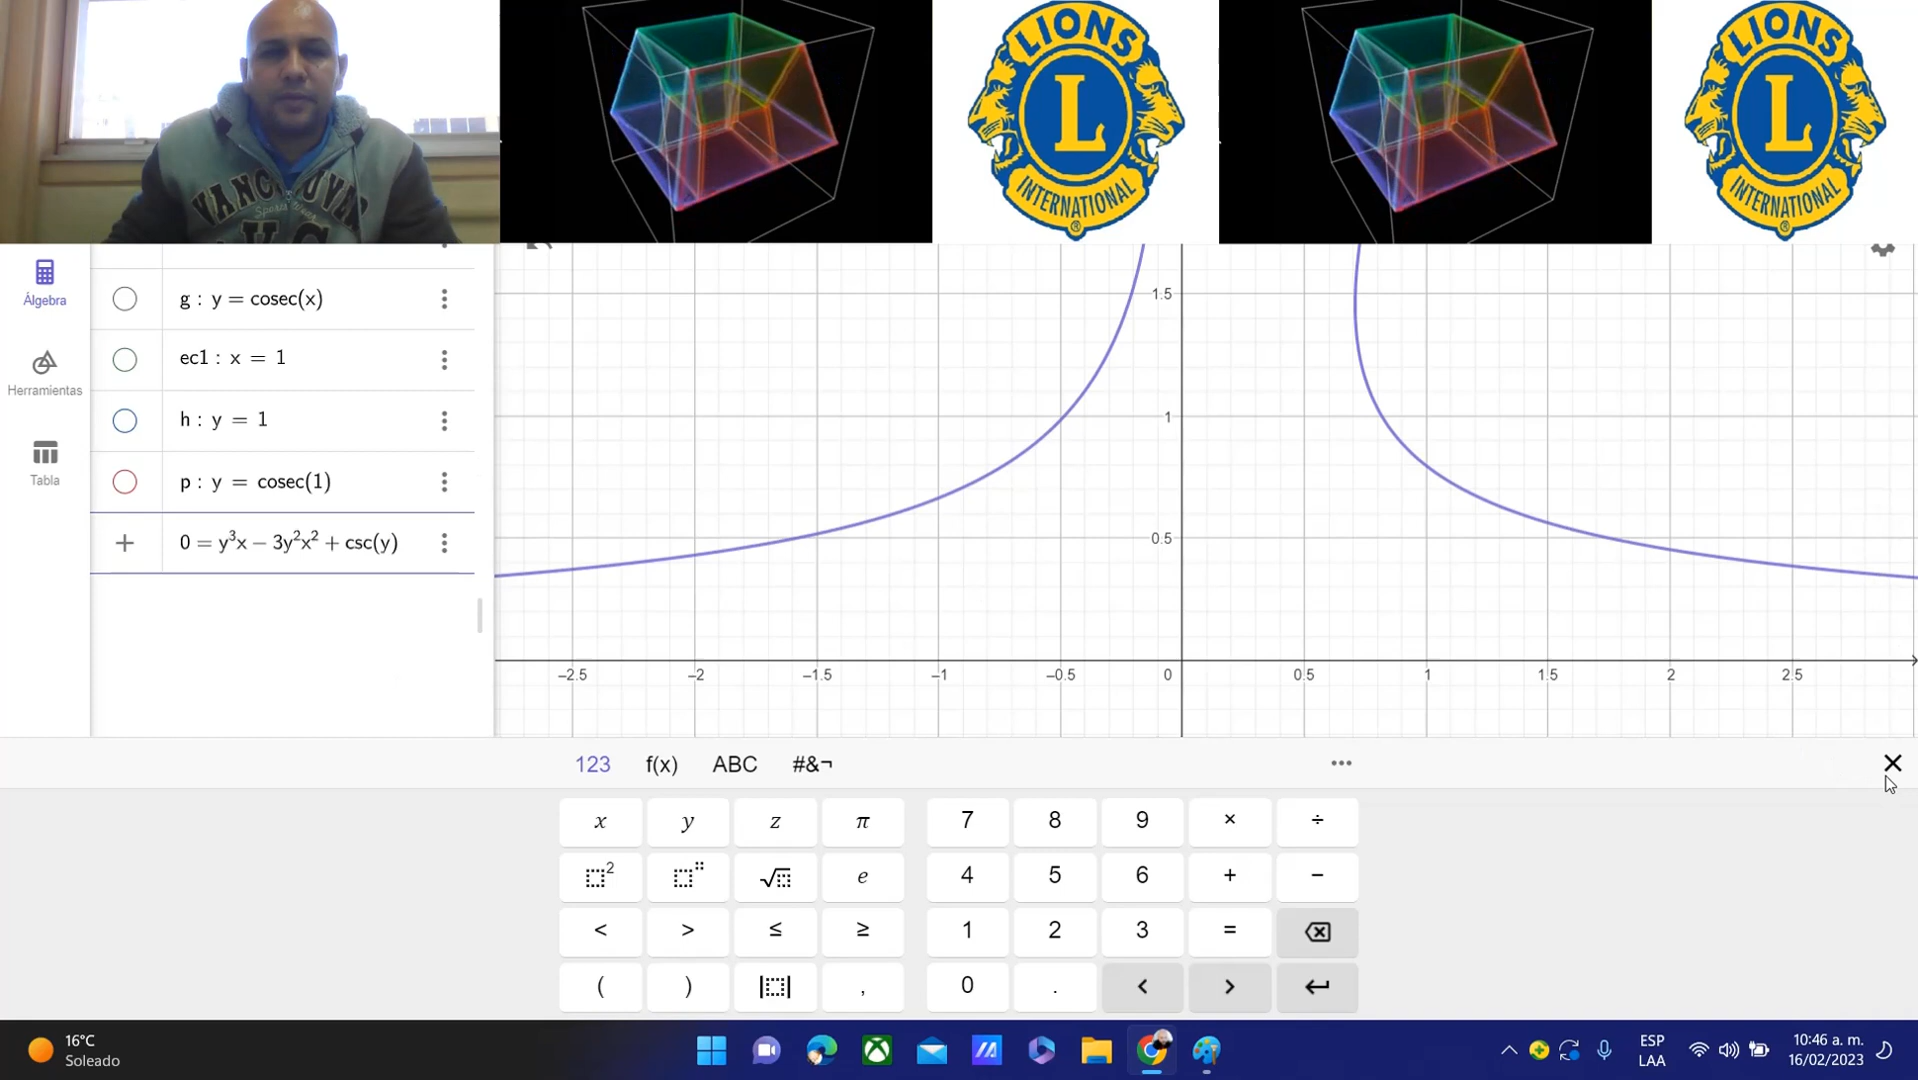 VANCOUVER
Sports
LIONS
L
INTERNATIONAL
®
LIONS
L
INTERNATIONAL
®
Álgebra
Herramientas
Tabla
g : y = cosec(x)
ec1 : x = 1
h : y = 1
p : y = cosec(1)
+ 0 = y³x − 3y²x² + csc(y)
1.5
1
0.5
−2.5 −2 −1.5 −1 −0.5 0 0.5 1 1.5 2 2.5
123 f(x) ABC #&¬ ••• ×
x y z π 7 8 9 × ÷
² √ e 4 5 6 + −
< > ≤ ≥ 1 2 3 =
( ) | | , 0 . < >
16°C
Soleado
ESP
LAA
10:46 a. m.
16/02/2023